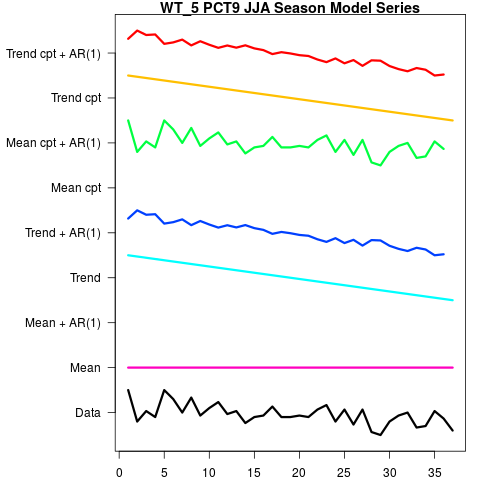 WT_5 PCT9 JJA Season Model Series
Trend cpt + AR(1)
Trend cpt
Mean cpt + AR(1)
Mean cpt
Trend + AR(1)
Trend
Mean + AR(1)
Mean
Data
0 5 10 15 20 25 30 35